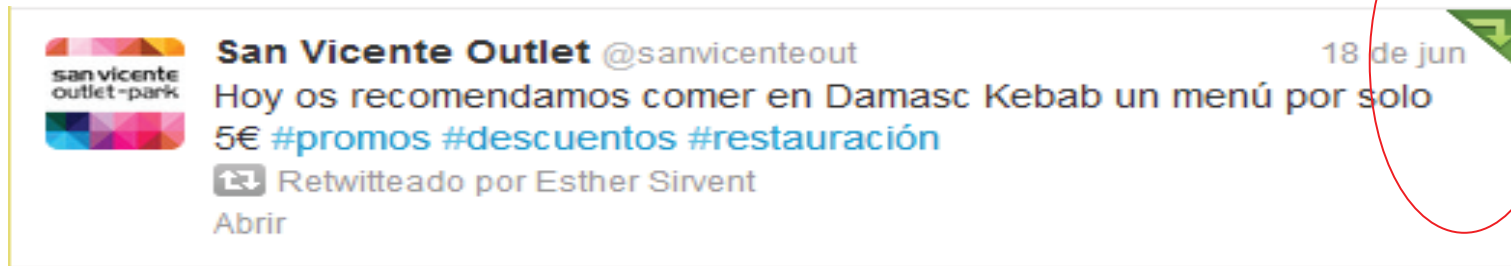 San Vicente Outlet @sanvicenteout 18 de jun
san vicente
outlet-park
Hoy os recomendamos comer en Damasc Kebab un menú por solo
5€ #promos #descuentos #restauración
Retwitteado por Esther Sirvent
Abrir